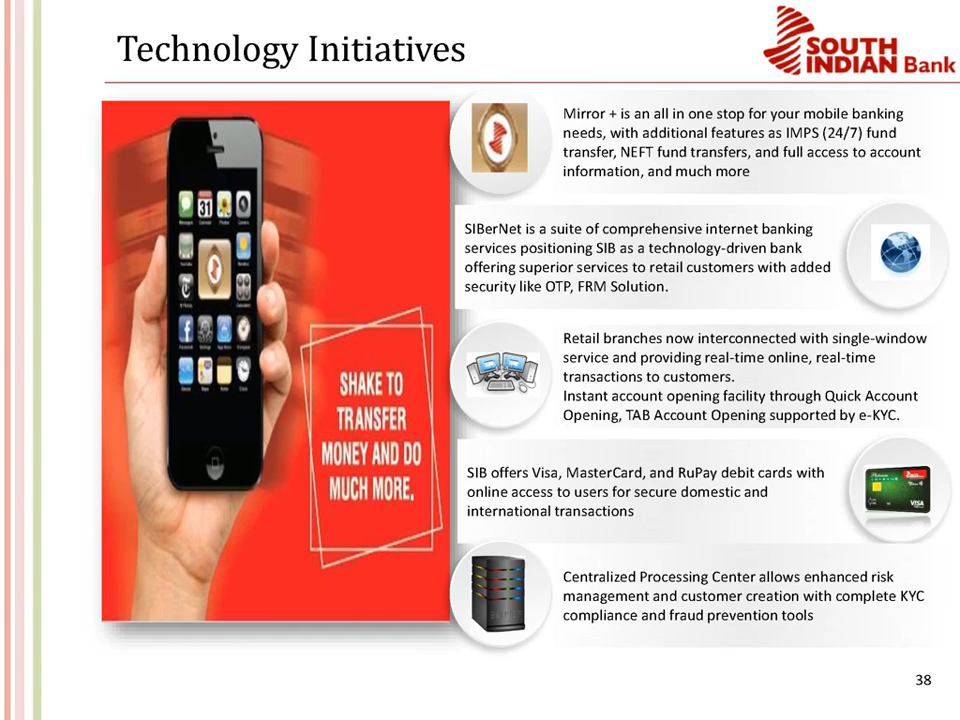 Technology Initiatives
SOUTH
INDIAN Bank
Mirror + is an all in one stop for your mobile banking
needs, with additional features as IMPS (24/7) fund
transfer, NEFT fund transfers, and full access to account
information, and much more
SIBerNet is a suite of comprehensive internet banking
services positioning SIB as a technology-driven bank
offering superior services to retail customers with added
security like OTP, FRM Solution.
31
SHAKE TO
TRANSFER
MONEY AND DO
MUCH MORE.
Retail branches now interconnected with single-window
service and providing real-time online, real-time
transactions to customers.
Instant account opening facility through Quick Account
Opening, TAB Account Opening supported by e-KYC.
SIB offers Visa, MasterCard, and RuPay debit cards with
online access to users for secure domestic and
international transactions
VISA
Centralized Processing Center allows enhanced risk
management and customer creation with complete KYC
compliance and fraud prevention tools
38